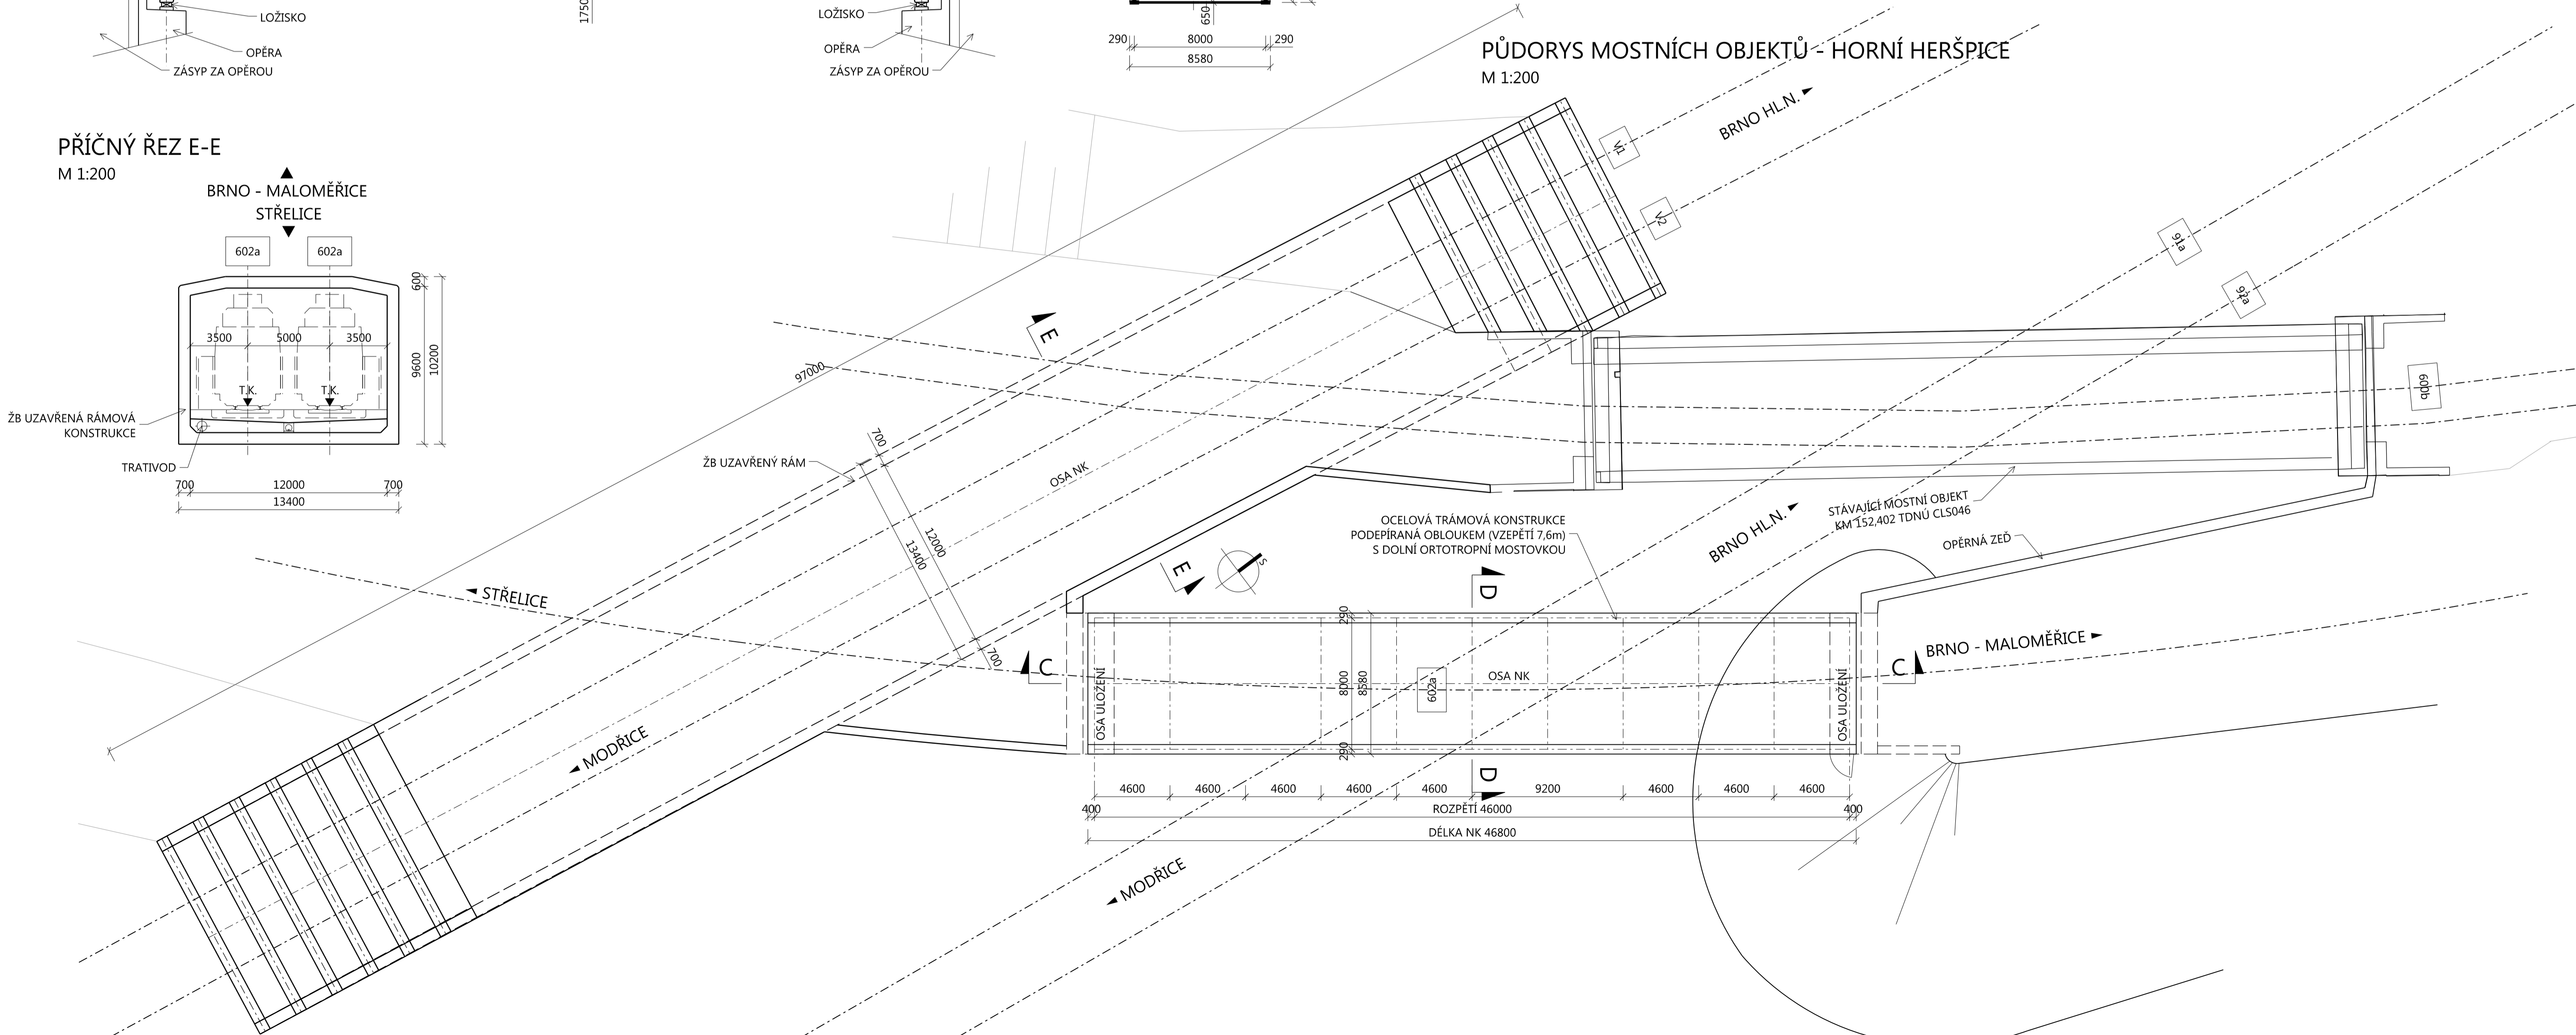 LOŽISKO
OPĚRA
ZÁSYP ZA OPĚROU
1750
LOŽISKO
OPĚRA
ZÁSYP ZA OPĚROU
650
290
8000
290
8580
PŮDORYS MOSTNÍCH OBJEKTŮ - HORNÍ HERŠPICE
M 1:200
PŘÍČNÝ ŘEZ E-E
M 1:200
BRNO - MALOMĚŘICE
STŘELICE
602a
602a
600
3500
5000
3500
9600
10200
T.K.
T.K.
ŽB UZAVŘENÁ RÁMOVÁ
KONSTRUKCE
TRATIVOD
700
12000
700
13400
V1
V2
BRNO HL.N.
91a
92a
600b
E
97000
700
ŽB UZAVŘENÝ RÁM
OSA NK
12000
13400
700
E
S
OCELOVÁ TRÁMOVÁ KONSTRUKCE
PODEPÍRANÁ OBLOUKEM (VZEPĚTÍ 7,6m)
S DOLNÍ ORTOTROPNÍ MOSTOVKOU
BRNO HL.N.
STÁVAJÍCÍ MOSTNÍ OBJEKT
KM 152,402 TDNÚ CLS046
OPĚRNÁ ZEĎ
STŘELICE
D
C
OSA ULOŽENÍ
290
8000
8580
290
602a
OSA NK
OSA ULOŽENÍ
C
BRNO - MALOMĚŘICE
MODŘICE
D
4600
4600
4600
4600
4600
9200
4600
4600
4600
400
ROZPĚTÍ 46000
400
DÉLKA NK 46800
MODŘICE